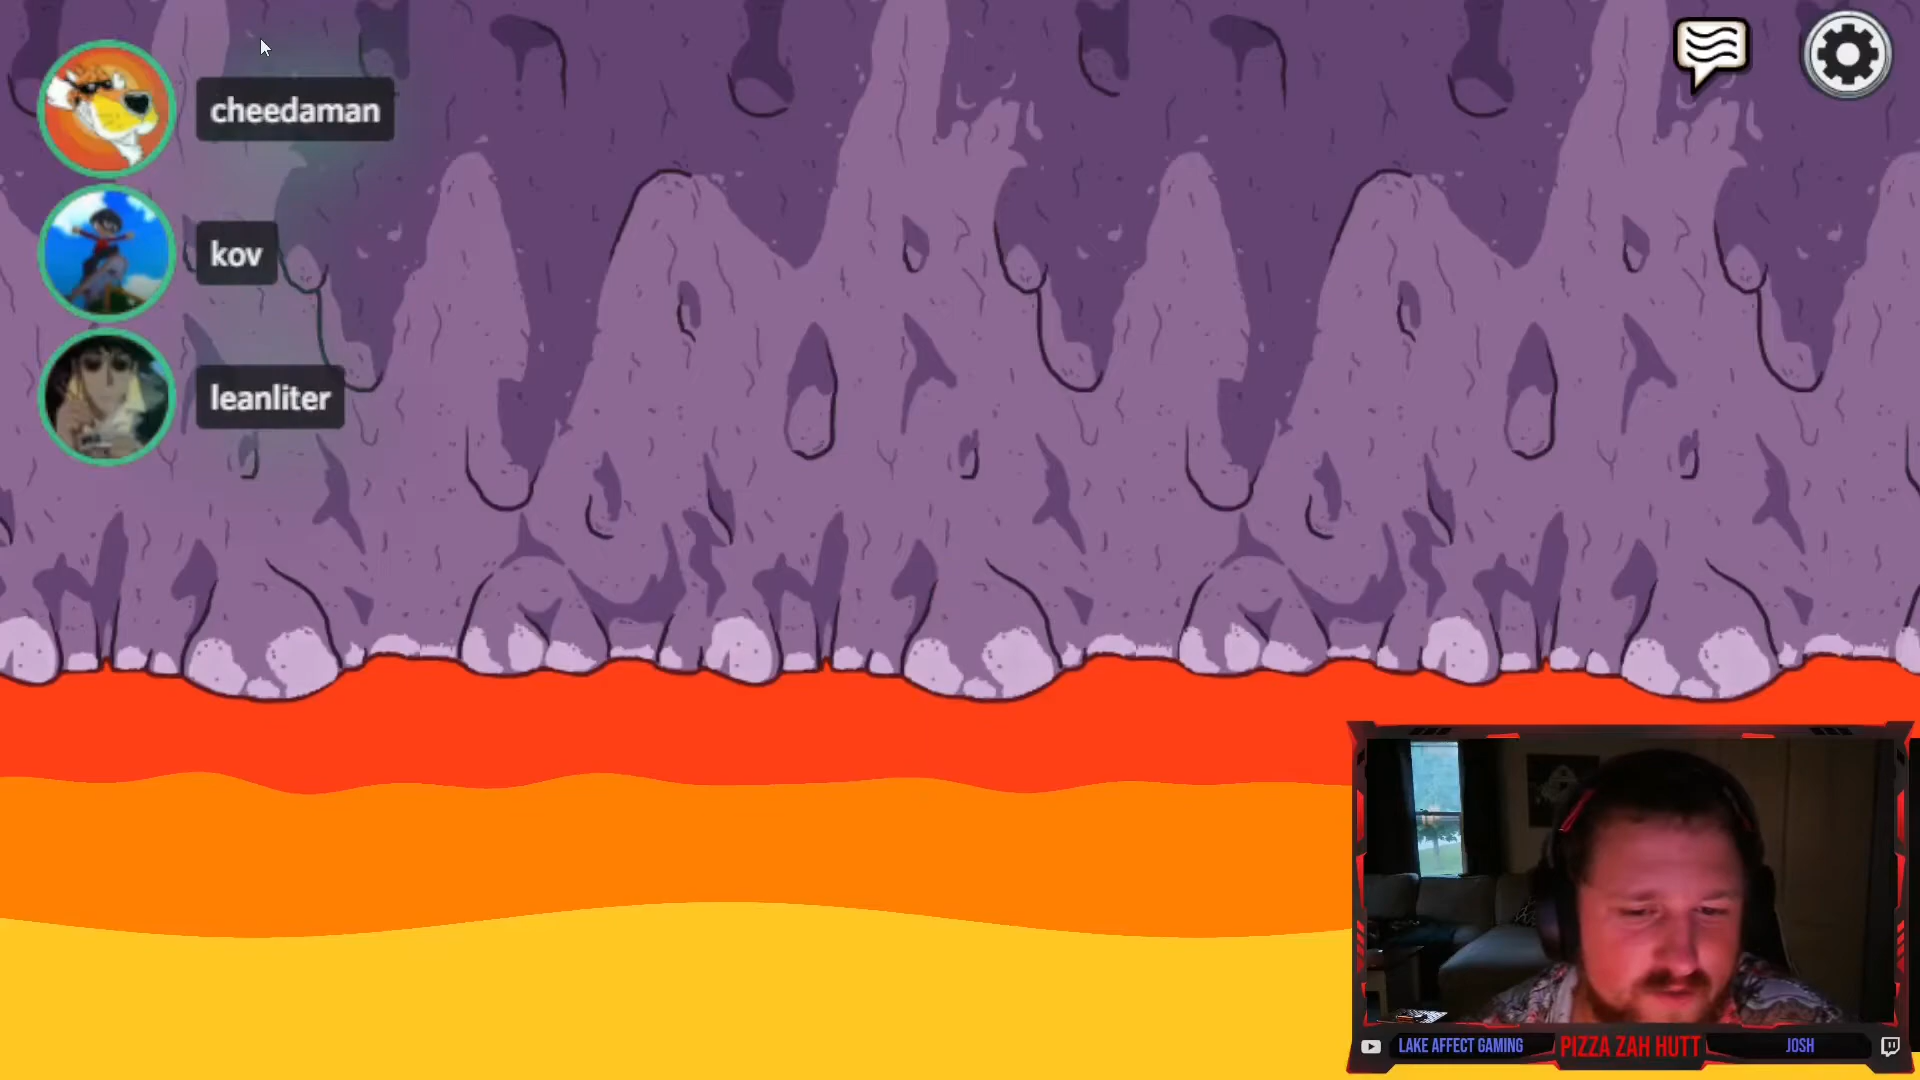 cheedaman
kov
leanliter
LAKE AFFECT GAMING
PIZZA ZAH HUTT
JOSH